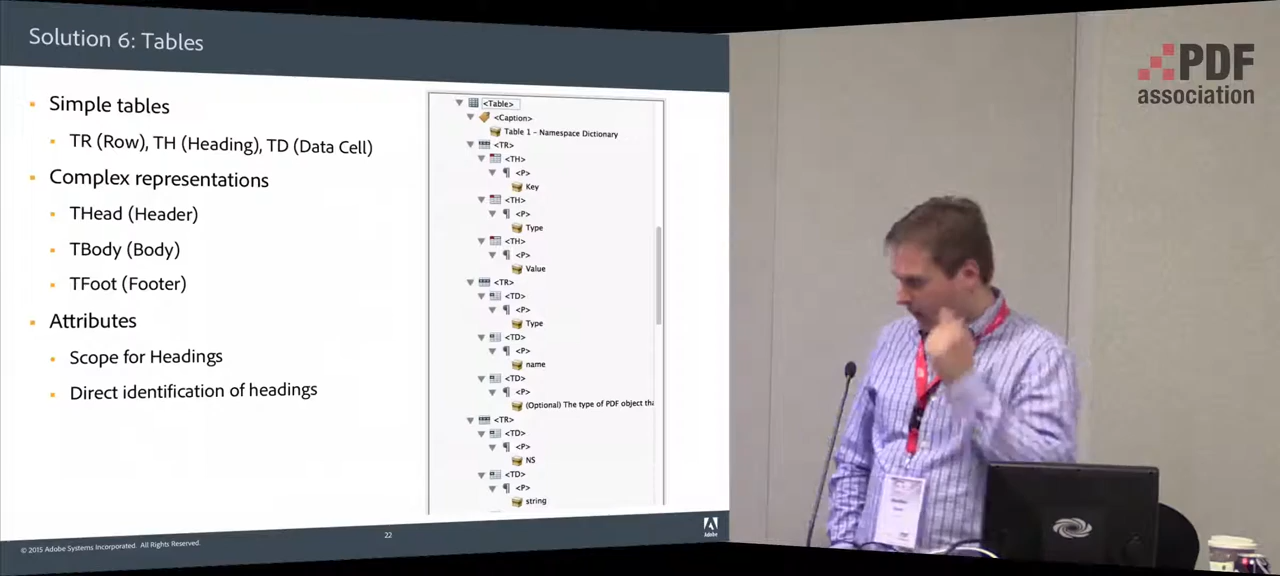 Solution 6: Tables
Simple tables
TR (Row), TH (Heading), TD (Data Cell)
Complex representations
THead (Header)
TBody (Body)
TFoot (Footer)
Attributes
Scope for Headings
Direct identification of headings
<Table>
<Caption>
Table 1 - Namespace Dictionary
<TR>
<TH>
<P>
Key
<TH>
<P>
Type
<TH>
<P>
Value
<TR>
<TD>
<P>
Type
<TD>
<P>
name
<TD>
<P>
(Optional) The type of PDF object tha
<TR>
<TD>
<P>
NS
<TD>
<P>
string
© 2015 Adobe Systems Incorporated. All Rights Reserved.
22
Adobe
PDF
association